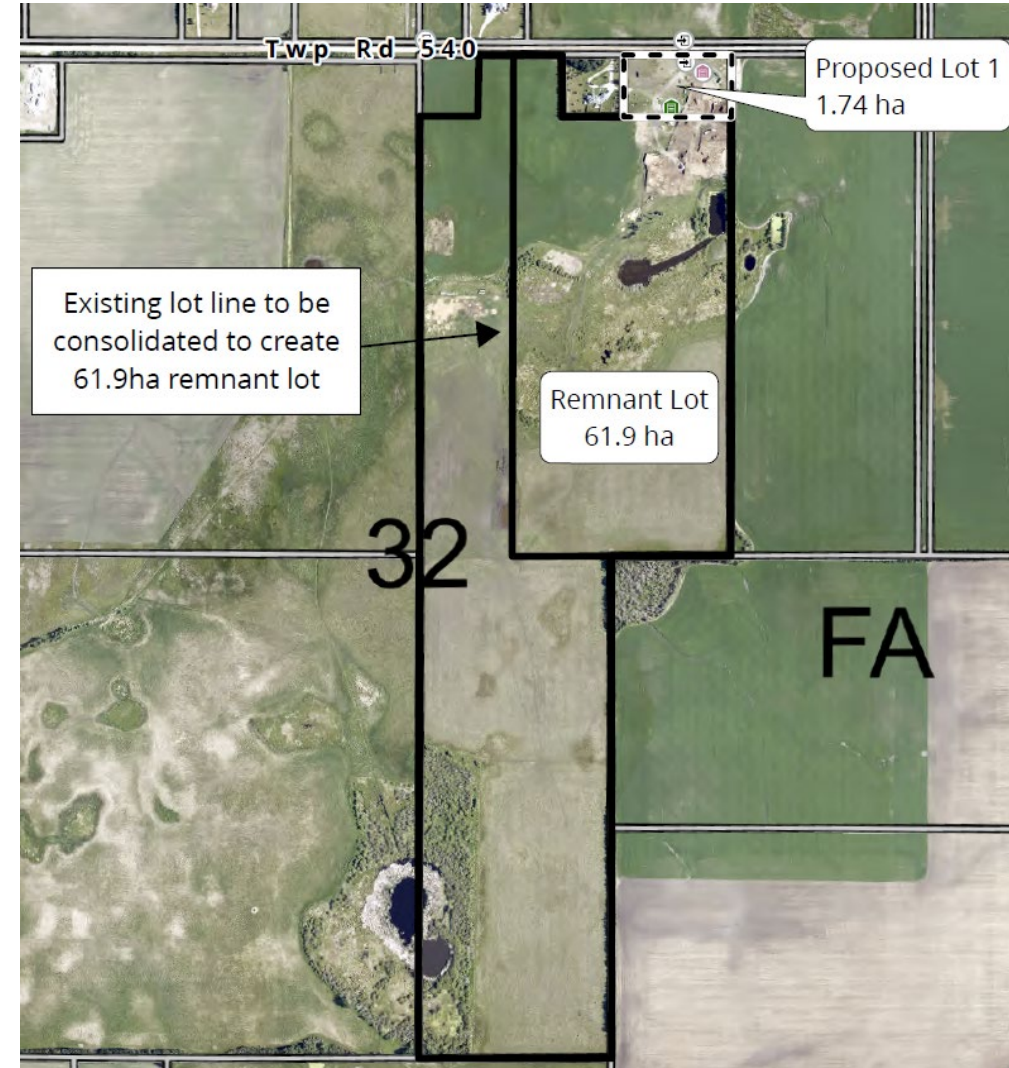 Twp Rd 540
Proposed Lot 1
1.74 ha
Existing lot line to be
consolidated to create
61.9ha remnant lot
Remnant Lot
61.9 ha
32
FA